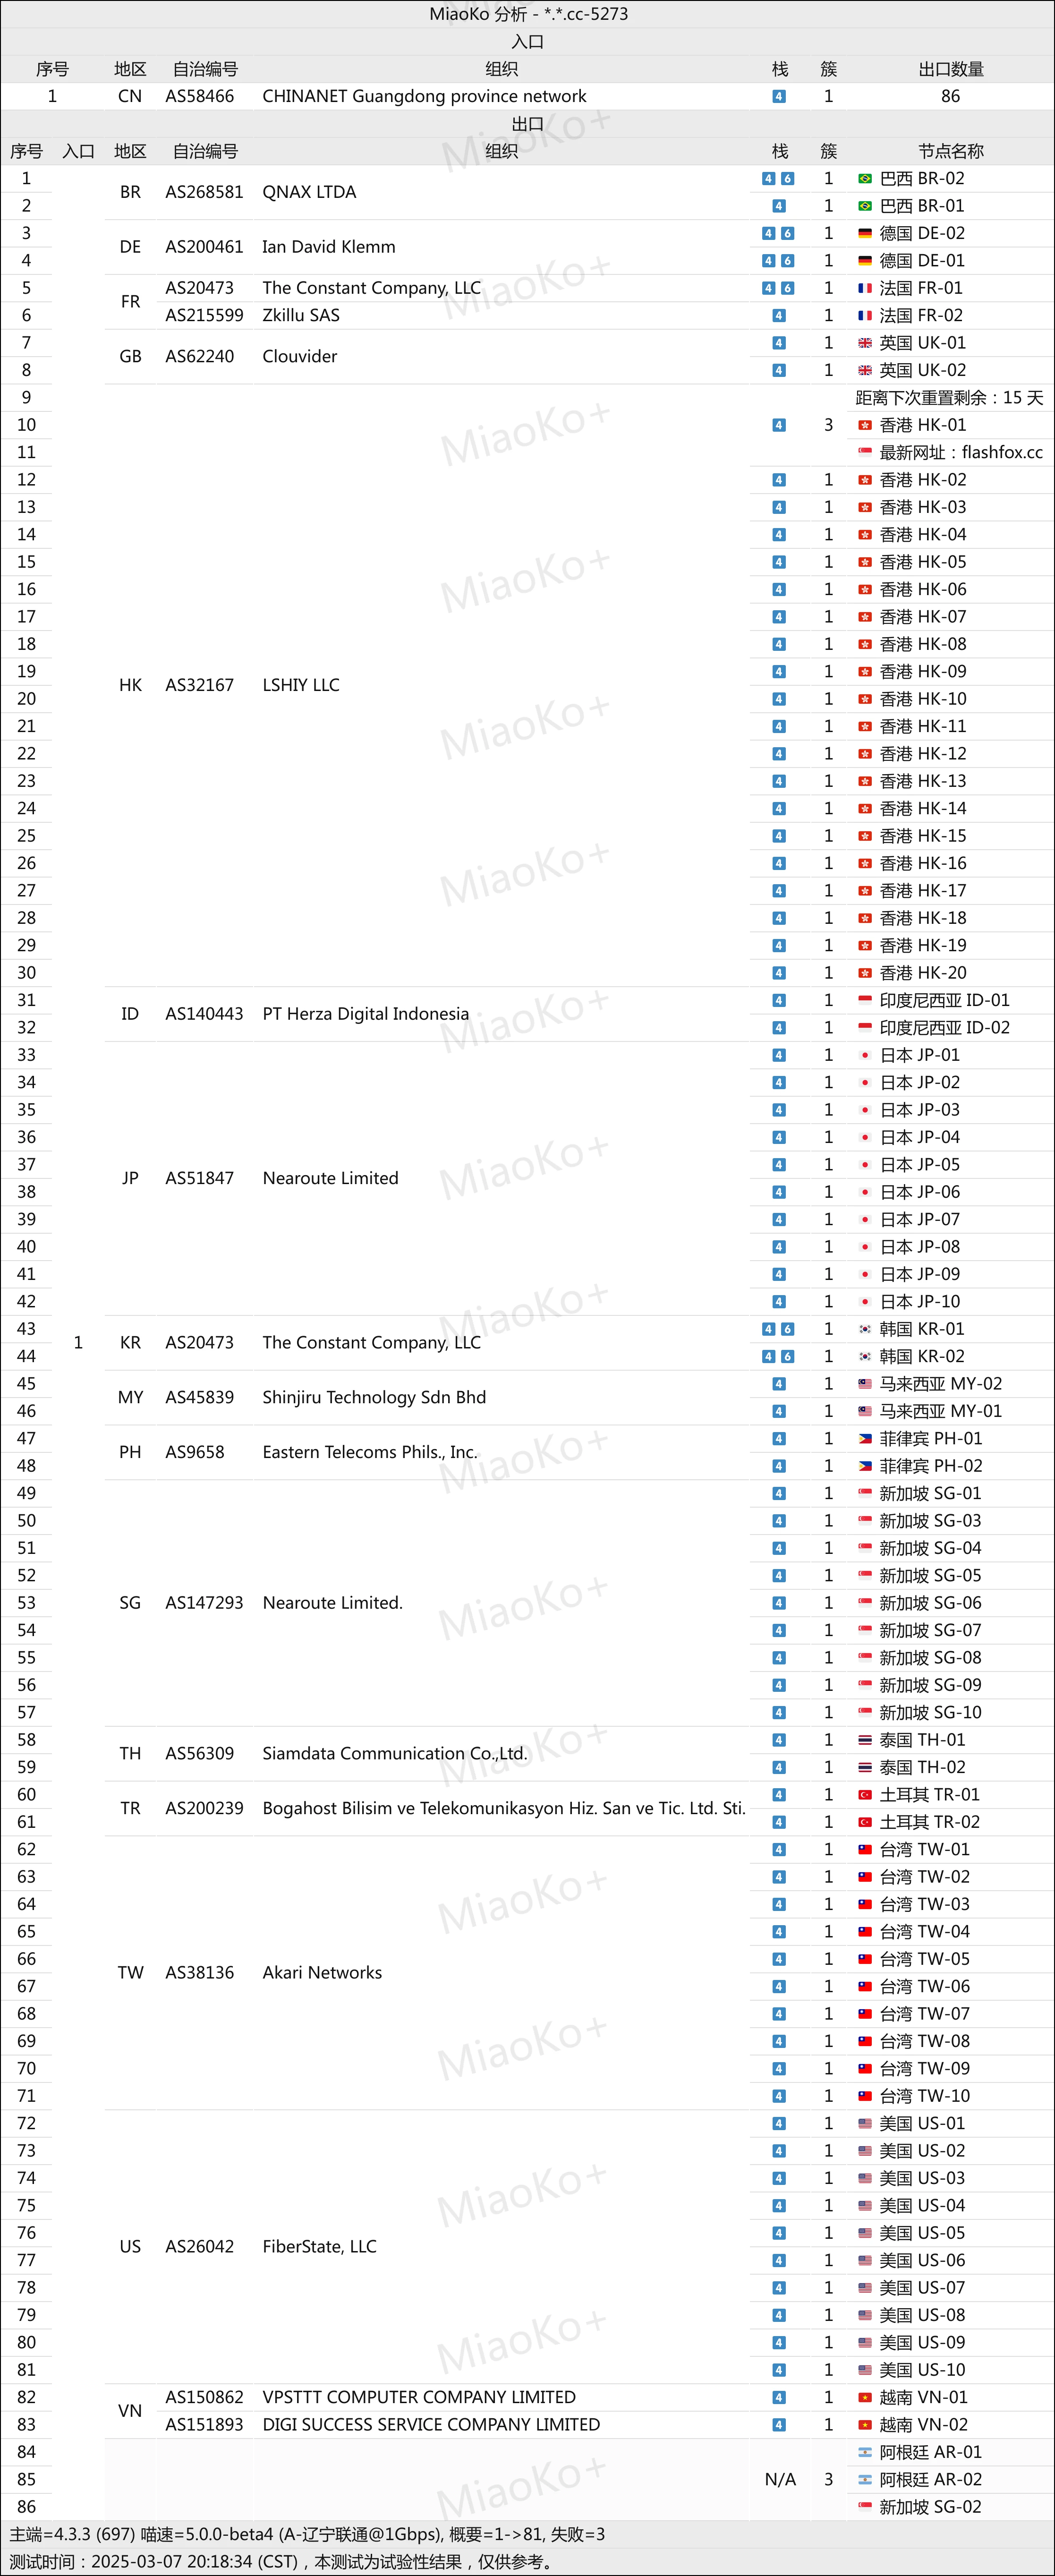 MiaoKo 分析 - *.*.cc-5273
入口
序号 地区 自治编号 组织 栈 簇 出口数量
1 CN AS58466 CHINANET Guangdong province network 4 1 86
出口
序号 入口 地区 自治编号 组织 栈 簇 节点名称
1 BR AS268581 QNAX LTDA 4 6 1 巴西 BR-02
2 4 1 巴西 BR-01
3 DE AS200461 Ian David Klemm 4 6 1 德国 DE-02
4 4 6 1 德国 DE-01
5 FR AS20473 The Constant Company, LLC 4 6 1 法国 FR-01
6 AS215599 Zkillu SAS 4 1 法国 FR-02
7 GB AS62240 Clouvider 4 1 英国 UK-01
8 4 1 英国 UK-02
9 距离下次重置剩余：15 天
10 4 3 香港 HK-01
11 最新网址：flashfox.cc
12 4 1 香港 HK-02
13 4 1 香港 HK-03
14 4 1 香港 HK-04
15 4 1 香港 HK-05
16 4 1 香港 HK-06
17 4 1 香港 HK-07
18 4 1 香港 HK-08
19 HK AS32167 LSHIY LLC 4 1 香港 HK-09
20 4 1 香港 HK-10
21 4 1 香港 HK-11
22 4 1 香港 HK-12
23 4 1 香港 HK-13
24 4 1 香港 HK-14
25 4 1 香港 HK-15
26 4 1 香港 HK-16
27 4 1 香港 HK-17
28 4 1 香港 HK-18
29 4 1 香港 HK-19
30 4 1 香港 HK-20
31 ID AS140443 PT Herza Digital Indonesia 4 1 印度尼西亚 ID-01
32 4 1 印度尼西亚 ID-02
33 4 1 日本 JP-01
34 4 1 日本 JP-02
35 4 1 日本 JP-03
36 4 1 日本 JP-04
37 JP AS51847 Nearoute Limited 4 1 日本 JP-05
38 4 1 日本 JP-06
39 4 1 日本 JP-07
40 4 1 日本 JP-08
41 4 1 日本 JP-09
42 4 1 日本 JP-10
43 1 KR AS20473 The Constant Company, LLC 4 6 1 韩国 KR-01
44 4 6 1 韩国 KR-02
45 MY AS45839 Shinjiru Technology Sdn Bhd 4 1 马来西亚 MY-02
46 4 1 马来西亚 MY-01
47 PH AS9658 Eastern Telecoms Phils., Inc. 4 1 菲律宾 PH-01
48 4 1 菲律宾 PH-02
49 4 1 新加坡 SG-01
50 4 1 新加坡 SG-03
51 4 1 新加坡 SG-04
52 4 1 新加坡 SG-05
53 SG AS147293 Nearoute Limited. 4 1 新加坡 SG-06
54 4 1 新加坡 SG-07
55 4 1 新加坡 SG-08
56 4 1 新加坡 SG-09
57 4 1 新加坡 SG-10
58 TH AS56309 Siamdata Communication Co.,Ltd. 4 1 泰国 TH-01
59 4 1 泰国 TH-02
60 TR AS200239 Bogahost Bilisim ve Telekomunikasyon Hiz. San ve Tic. Ltd. Sti. 4 1 土耳其 TR-01
61 4 1 土耳其 TR-02
62 4 1 台湾 TW-01
63 4 1 台湾 TW-02
64 4 1 台湾 TW-03
65 4 1 台湾 TW-04
66 TW AS38136 Akari Networks 4 1 台湾 TW-05
67 4 1 台湾 TW-06
68 4 1 台湾 TW-07
69 4 1 台湾 TW-08
70 4 1 台湾 TW-09
71 4 1 台湾 TW-10
72 4 1 美国 US-01
73 4 1 美国 US-02
74 4 1 美国 US-03
75 4 1 美国 US-04
76 US AS26042 FiberState, LLC 4 1 美国 US-05
77 4 1 美国 US-06
78 4 1 美国 US-07
79 4 1 美国 US-08
80 4 1 美国 US-09
81 4 1 美国 US-10
82 VN AS150862 VPSTTT COMPUTER COMPANY LIMITED 4 1 越南 VN-01
83 AS151893 DIGI SUCCESS SERVICE COMPANY LIMITED 4 1 越南 VN-02
84 阿根廷 AR-01
85 N/A 3 阿根廷 AR-02
86 新加坡 SG-02
主端=4.3.3 (697) 喵速=5.0.0-beta4 (A-辽宁联通@1Gbps), 概要=1->81, 失败=3
测试时间：2025-03-07 20:18:34 (CST)，本测试为试验性结果，仅供参考。